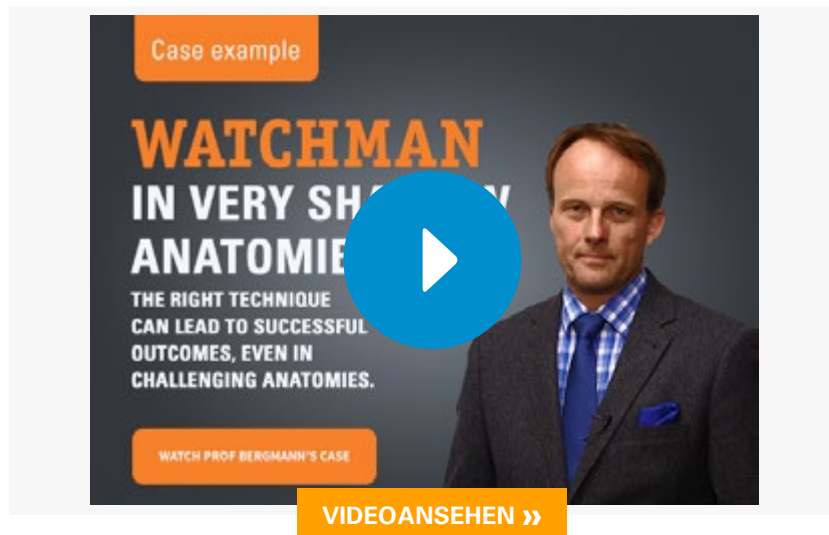 Case example
WATCHMAN
IN VERY
ANATOMIE
THE RIGHT TECHNIQUE
CAN LEAD TO SUCCESSFUL
OUTCOMES, EVEN IN
CHALLENGING ANATOMIES.
WATCH PROF BERGMANN'S CASE
VIDEOANSEHEN »